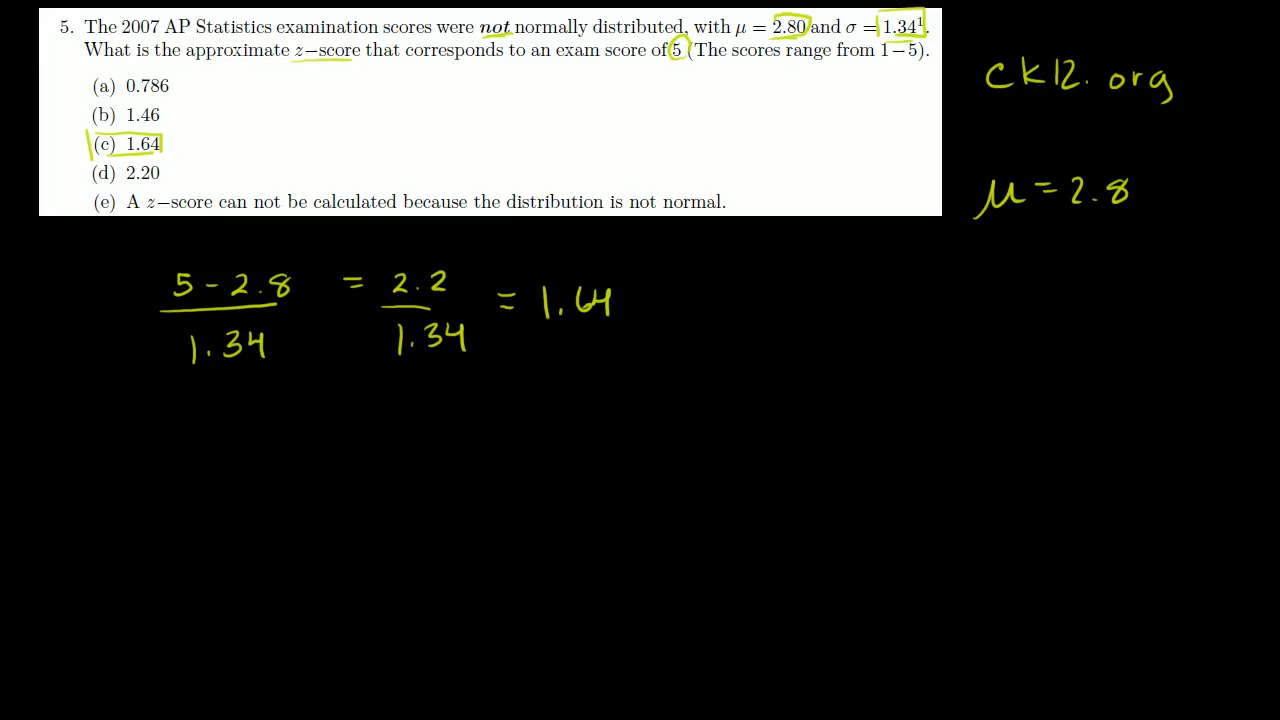 5. The 2007 AP Statistics examination scores were not normally distributed, with μ = 2.80 and σ = 1.34¹.
What is the approximate z−score that corresponds to an exam score of 5 (The scores range from 1−5).
(a) 0.786
(b) 1.46
(c) 1.64
(d) 2.20
(e) A z−score can not be calculated because the distribution is not normal.
ck12.org
μ = 2.8
5 - 2.8 = 2.2 = 1.64
1.34 1.34